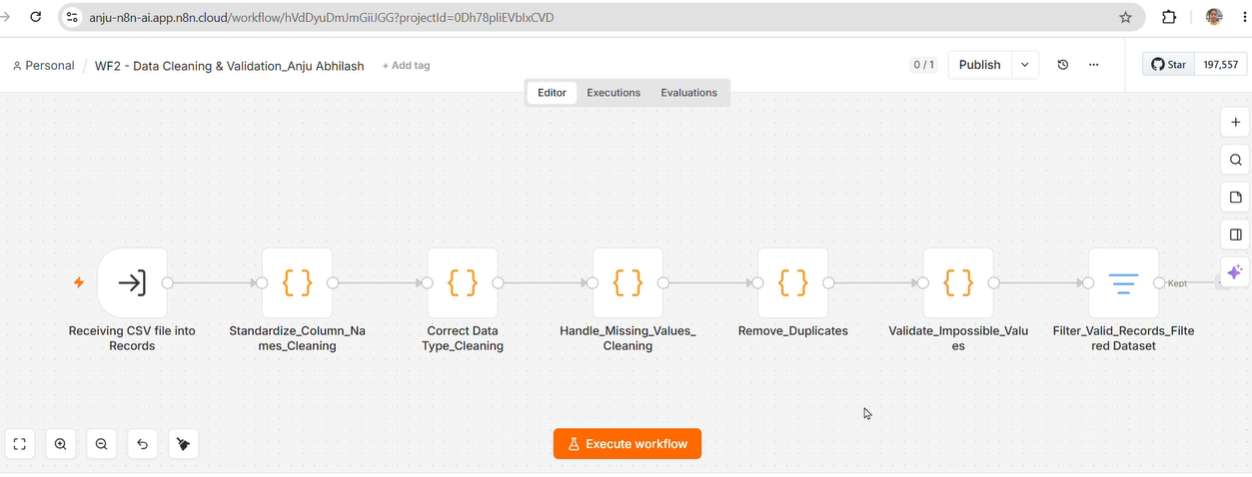 anju-n8n-ai.app.n8n.cloud/workflow/hVdDyuDmJmGiiJGG?projectId=0Dh78pliEVbIxCVD
Personal / WF2 - Data Cleaning & Validation_Anju Abhilash + Add tag 0 / 1 Publish ... Star 197,557
Editor Executions Evaluations
Kept
Receiving CSV file into
Records
Standardize_Column_Na
mes_Cleaning
Correct Data
Type_Cleaning
Handle_Missing_Values_
Cleaning
Remove_Duplicates
Validate_Impossible_Valu
es
Filter_Valid_Records_Filte
red Dataset
Execute workflow